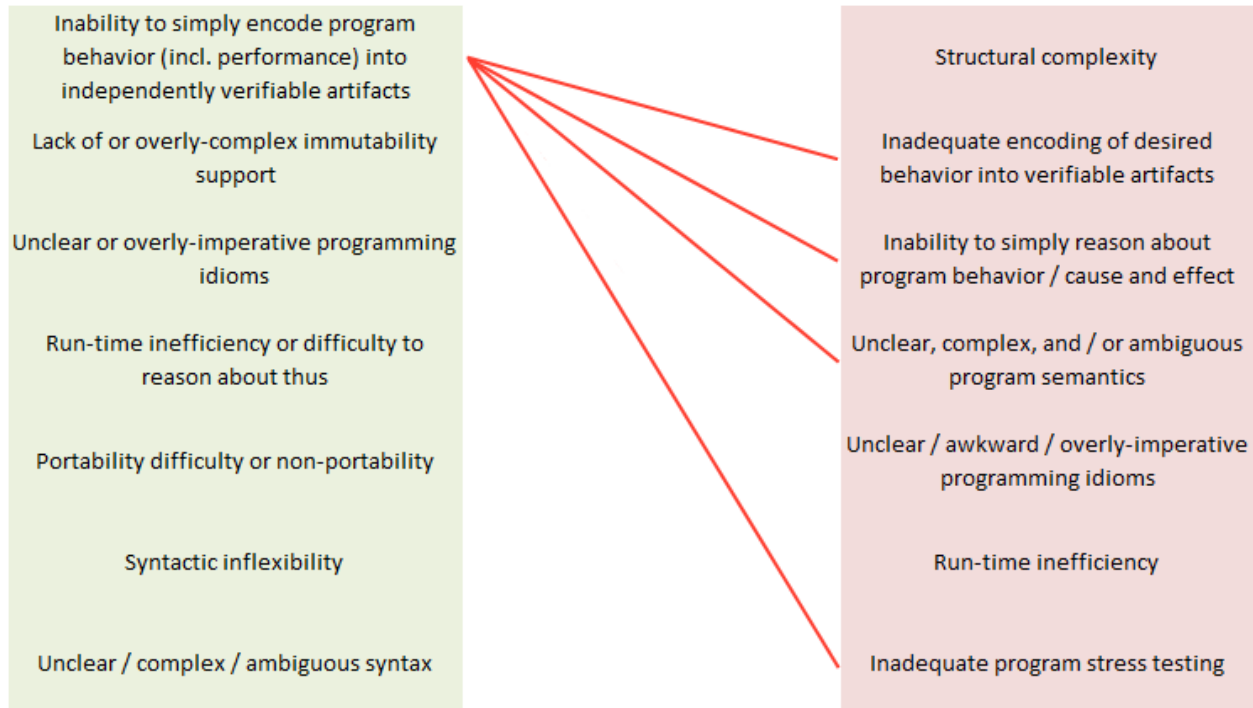 Inability to simply encode program
behavior (incl. performance) into
independently verifiable artifacts
Lack of or overly-complex immutability
support
Unclear or overly-imperative programming
idioms
Run-time inefficiency or difficulty to
reason about thus
Portability difficulty or non-portability
Syntactic inflexibility
Unclear / complex / ambiguous syntax
Structural complexity
Inadequate encoding of desired
behavior into verifiable artifacts
Inability to simply reason about
program behavior / cause and effect
Unclear, complex, and / or ambiguous
program semantics
Unclear / awkward / overly-imperative
programming idioms
Run-time inefficiency
Inadequate program stress testing